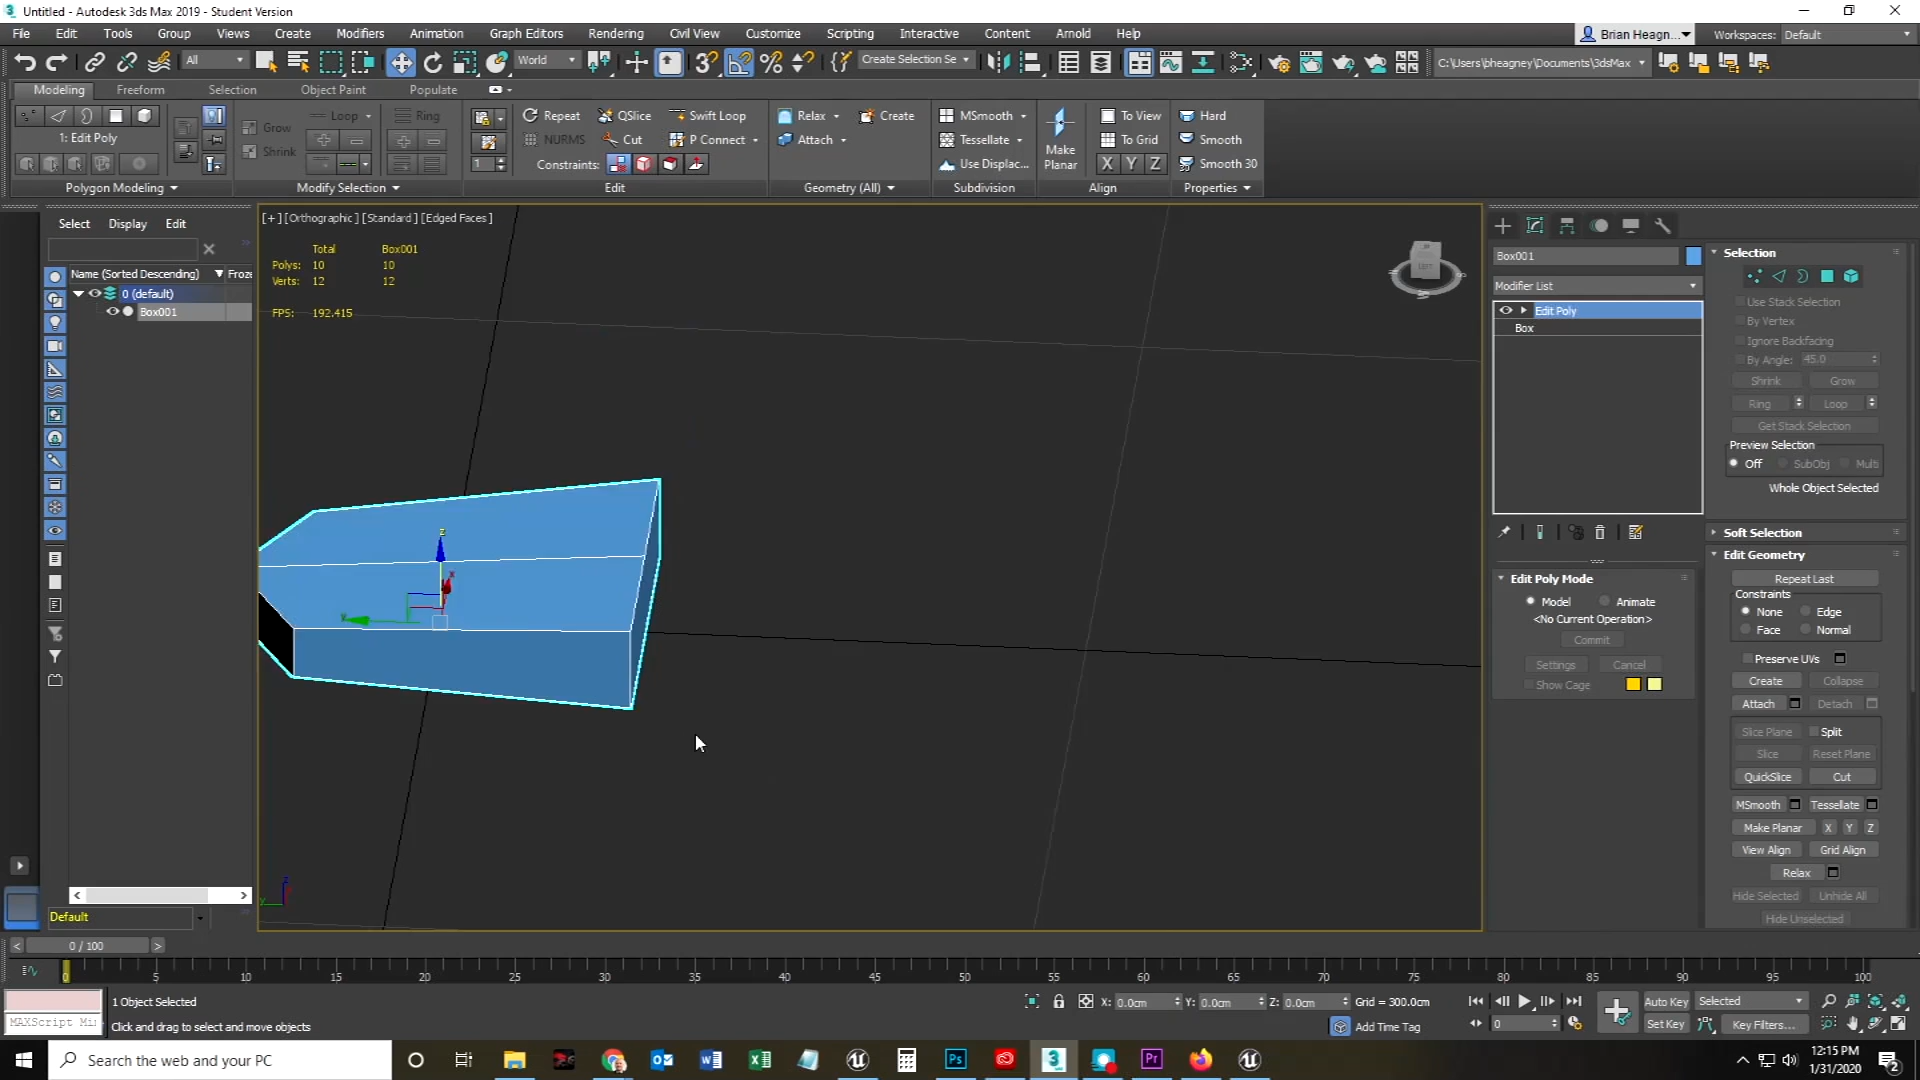 Untitled - Autodesk 3ds Max 2019 - Student Version
File Edit Tools Group Views Create Modifiers Animation Graph Editors Rendering Civil View Customize Scripting Interactive Content Arnold Help
Brian Heagn... Workspaces: Default
All World Create Selection Se C:\Users\bheagney\Documents\3dsMax
Modeling Freeform Selection Object Paint Populate
Grow Loop Ring Repeat QSlice Swift Loop Relax Create MSmooth To View Hard
1: Edit Poly
Shrink NURMS Cut P Connect Attach Tessellate Make Planar To Grid Smooth
1 Constraints: Use Displac... X Y Z Smooth 30
Polygon Modeling Modify Selection Edit Geometry (All) Subdivision Align Properties
Select Display Edit
Name (Sorted Descending) Froze
0 (default)
Box001
[+] [Orthographic] [Standard] [Edged Faces]
Total Box001
Polys: 10 10
Verts: 12 12
FPS: 192.415
LEFT
z
x
y
z
y
Box001
Modifier List
Edit Poly
Box
Edit Poly Mode
Model Animate
<No Current Operation>
Commit
Settings Cancel
Show Cage
Selection
Use Stack Selection
By Vertex
Ignore Backfacing
By Angle: 45.0
Shrink Grow
Ring Loop
Get Stack Selection
Preview Selection
Off SubObj Multi
Whole Object Selected
Soft Selection
Edit Geometry
Repeat Last
Constraints
None Edge
Face Normal
Preserve UVs
Create Collapse
Attach Detach
Slice Plane Split
Slice Reset Plane
QuickSlice Cut
MSmooth Tessellate
Make Planar X Y Z
View Align Grid Align
Relax
Hide Selected Unhide All
Hide Unselected
Default
< 0 / 100 >
0 5 10 15 20 25 30 35 40 45 50 55 60 65 70 75 80 85 90 95 100
1 Object Selected X: 0.0cm Y: 0.0cm Z: 0.0cm Grid = 300.0cm Auto Key Selected
MAXScript Mi
Click and drag to select and move objects Add Time Tag 0 Set Key Key Filters...
Search the web and your PC
12:15 PM
1/31/2020
2